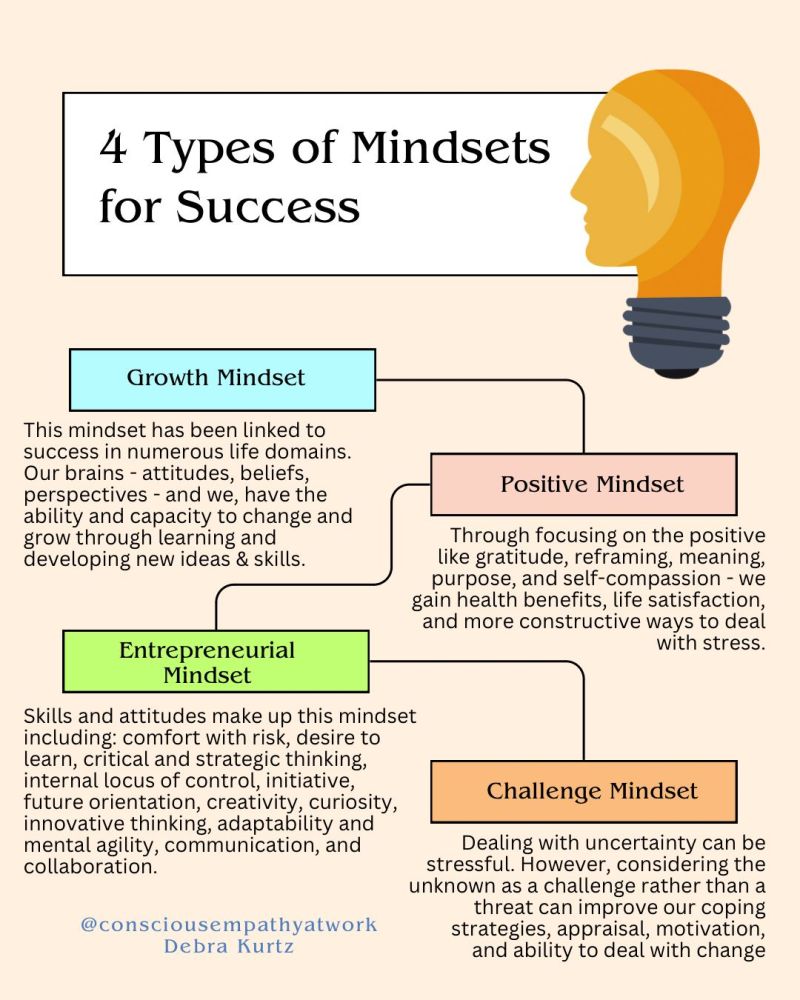 4 Types of Mindsets
for Success
Growth Mindset
This mindset has been linked to
success in numerous life domains.
Our brains - attitudes, beliefs,
perspectives - and we, have the
ability and capacity to change and
grow through learning and
developing new ideas & skills.
Positive Mindset
Through focusing on the positive
like gratitude, reframing, meaning,
purpose, and self-compassion - we
gain health benefits, life satisfaction,
and more constructive ways to deal
with stress.
Entrepreneurial
Mindset
Skills and attitudes make up this mindset
including: comfort with risk, desire to
learn, critical and strategic thinking,
internal locus of control, initiative,
future orientation, creativity, curiosity,
innovative thinking, adaptability and
mental agility, communication, and
collaboration.
Challenge Mindset
Dealing with uncertainty can be
stressful. However, considering the
unknown as a challenge rather than a
threat can improve our coping
strategies, appraisal, motivation,
and ability to deal with change
@consciousempathyatwork
Debra Kurtz